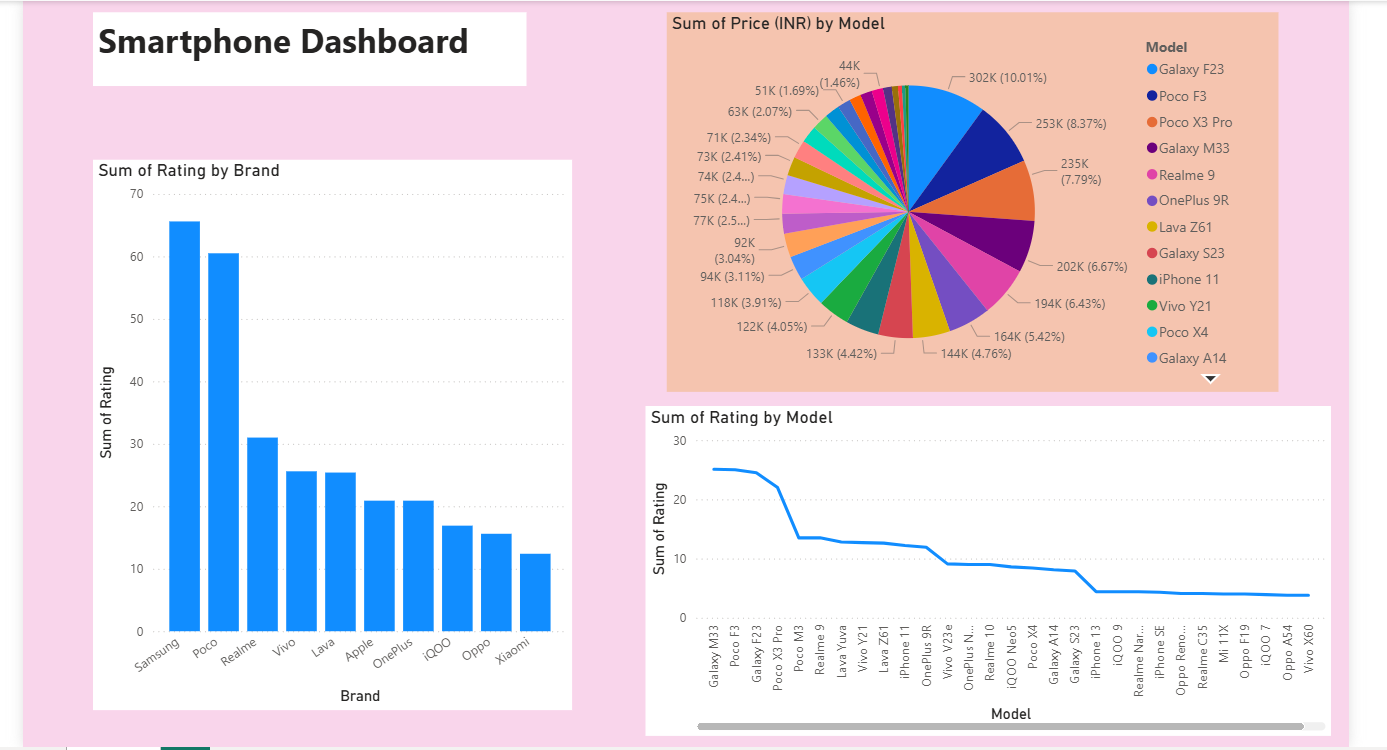 Smartphone Dashboard
Sum of Rating by Brand
70
60
50
40
30
20
10
0
Sum of Rating
Samsung
Poco
Realme
Vivo
Lava
Apple
OnePlus
iQOO
Oppo
Xiaomi
Brand
Sum of Price (INR) by Model
302K (10.01%)
253K (8.37%)
235K
(7.79%)
202K (6.67%)
194K (6.43%)
164K (5.42%)
144K (4.76%)
133K (4.42%)
122K (4.05%)
118K (3.91%)
94K (3.11%)
92K
(3.04%)
77K (2.5...)
75K (2.4...)
74K (2.4...)
73K (2.41%)
71K (2.34%)
63K (2.07%)
51K (1.69%)
44K
(1.46%)
Model
Galaxy F23
Poco F3
Poco X3 Pro
Galaxy M33
Realme 9
OnePlus 9R
Lava Z61
Galaxy S23
iPhone 11
Vivo Y21
Poco X4
Galaxy A14
Sum of Rating by Model
30
20
10
0
Sum of Rating
Galaxy M33
Poco F3
Galaxy F23
Poco X3 Pro
Poco M3
Realme 9
Lava Yuva
Vivo Y21
Lava Z61
iPhone 11
OnePlus 9R
Vivo V23e
OnePlus N...
Realme 10
iQOO Neo5
Poco X4
Galaxy A14
Galaxy S23
iPhone 13
iQOO 9
Realme Nar...
iPhone SE
Oppo Reno...
Realme C35
Mi 11X
Oppo F19
iQOO 7
Oppo A54
Vivo X60
Model